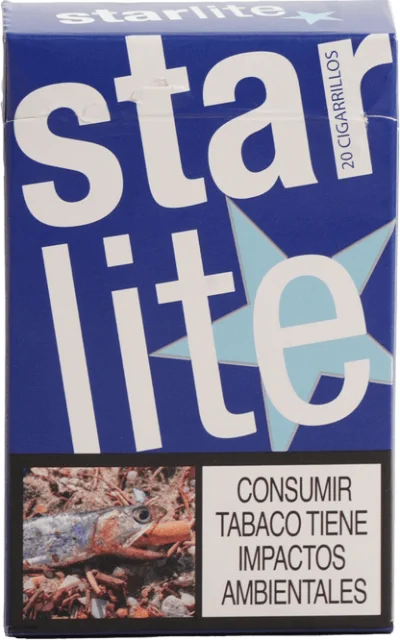 starlite
star
20 CIGARRILLOS
lite
CONSUMIR
TABACO TIENE
IMPACTOS
AMBIENTALES